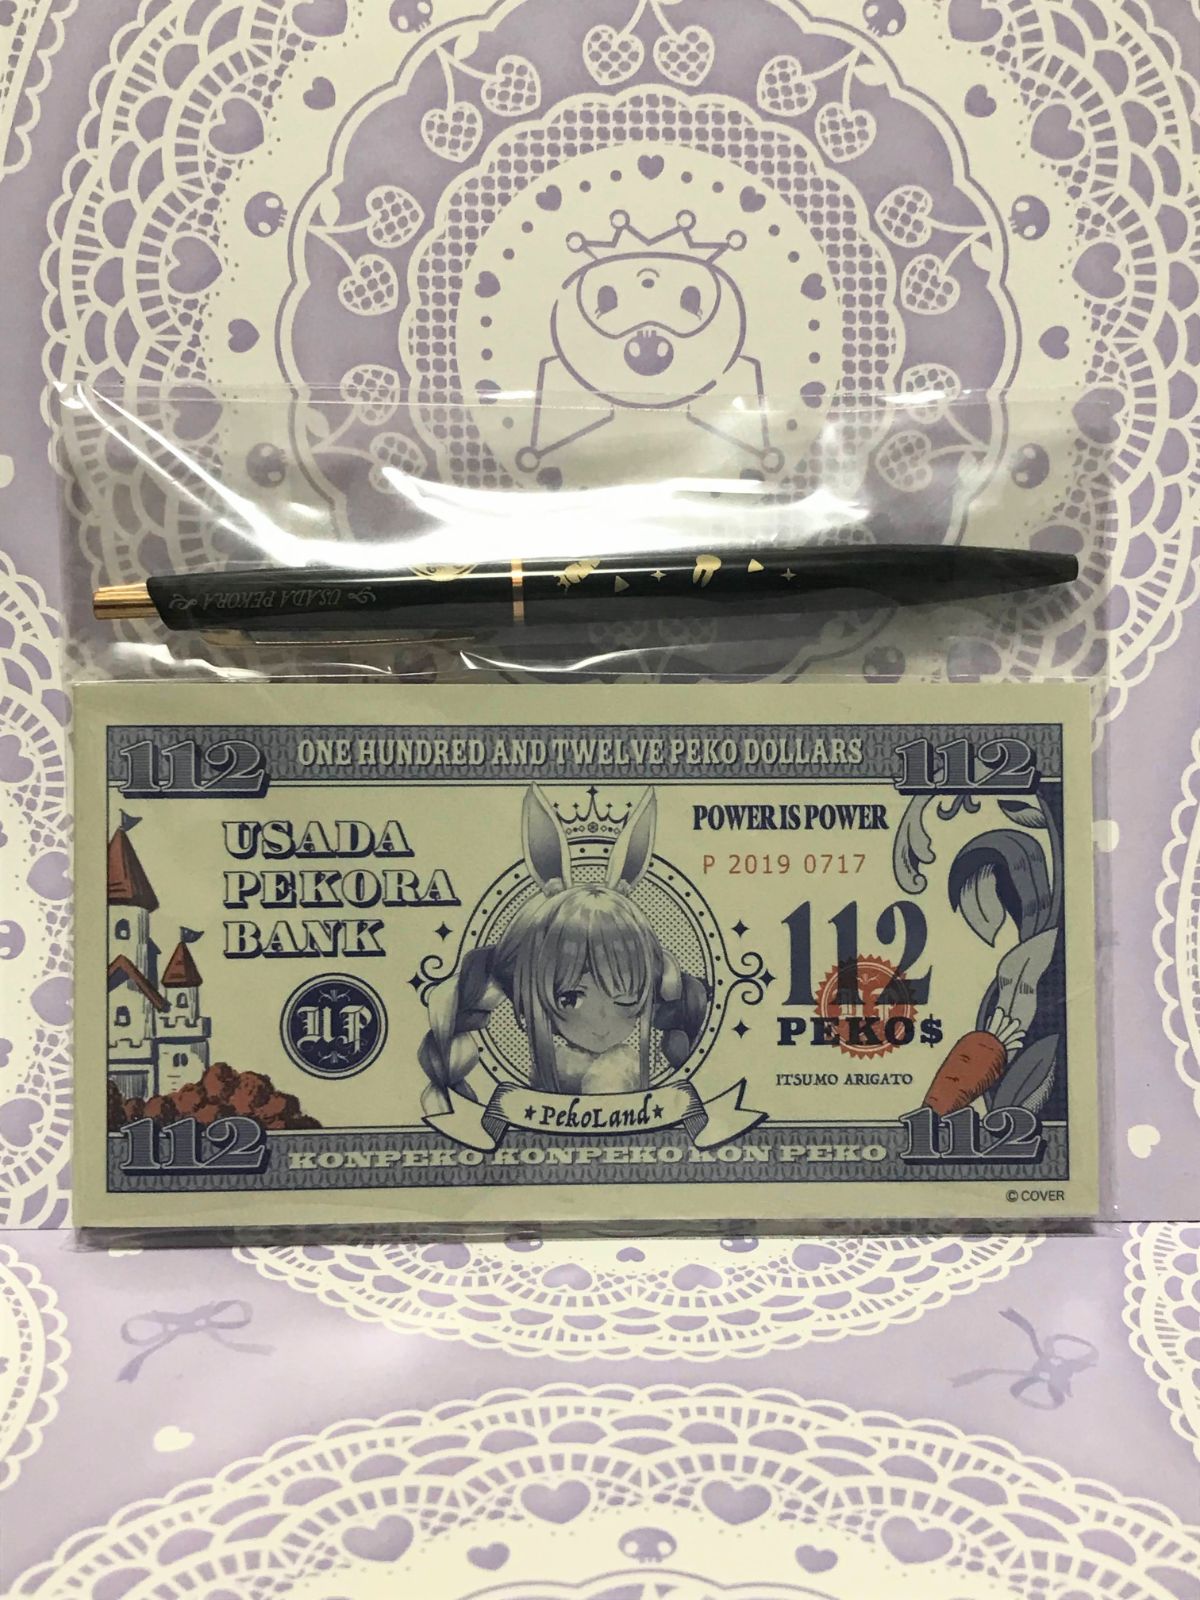 USADA PEKORA
112
ONE HUNDRED AND TWELVE PEKO DOLLARS
112
USADA
PEKORA
BANK
POWER IS POWER
P 2019 0717
112
PEKO$
ITSUMO ARIGATO
UP
★PekoLand★
112
KONPEKO KONPEKO KON PEKO
112
©COVER